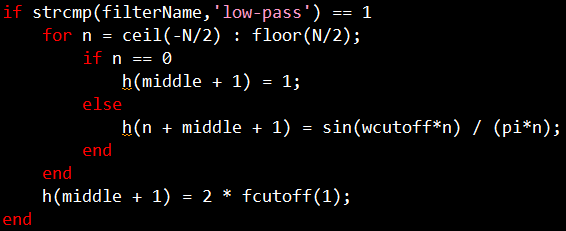 if strcmp(filterName,'low-pass') == 1
    for n = ceil(-N/2) : floor(N/2);
        if n == 0
            h(middle + 1) = 1;
        else
            h(n + middle + 1) = sin(wcutoff*n) / (pi*n);
        end
    end
    h(middle + 1) = 2 * fcutoff(1);
end